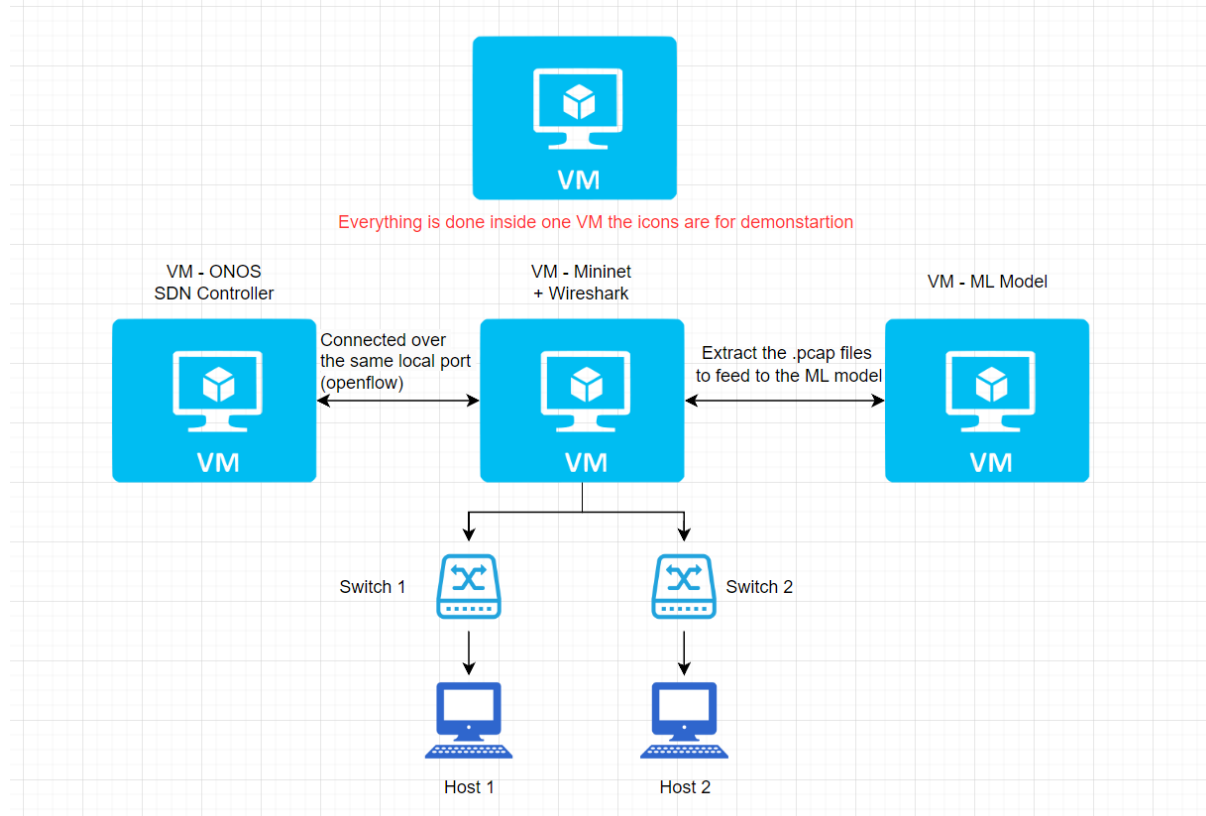 VM
Everything is done inside one VM the icons are for demonstartion
VM - ONOS
SDN Controller
VM - Mininet
+ Wireshark
VM - ML Model
Connected over
the same local port
(openflow)
Extract the .pcap files
to feed to the ML model
VM
VM
VM
Switch 1
Switch 2
Host 1
Host 2